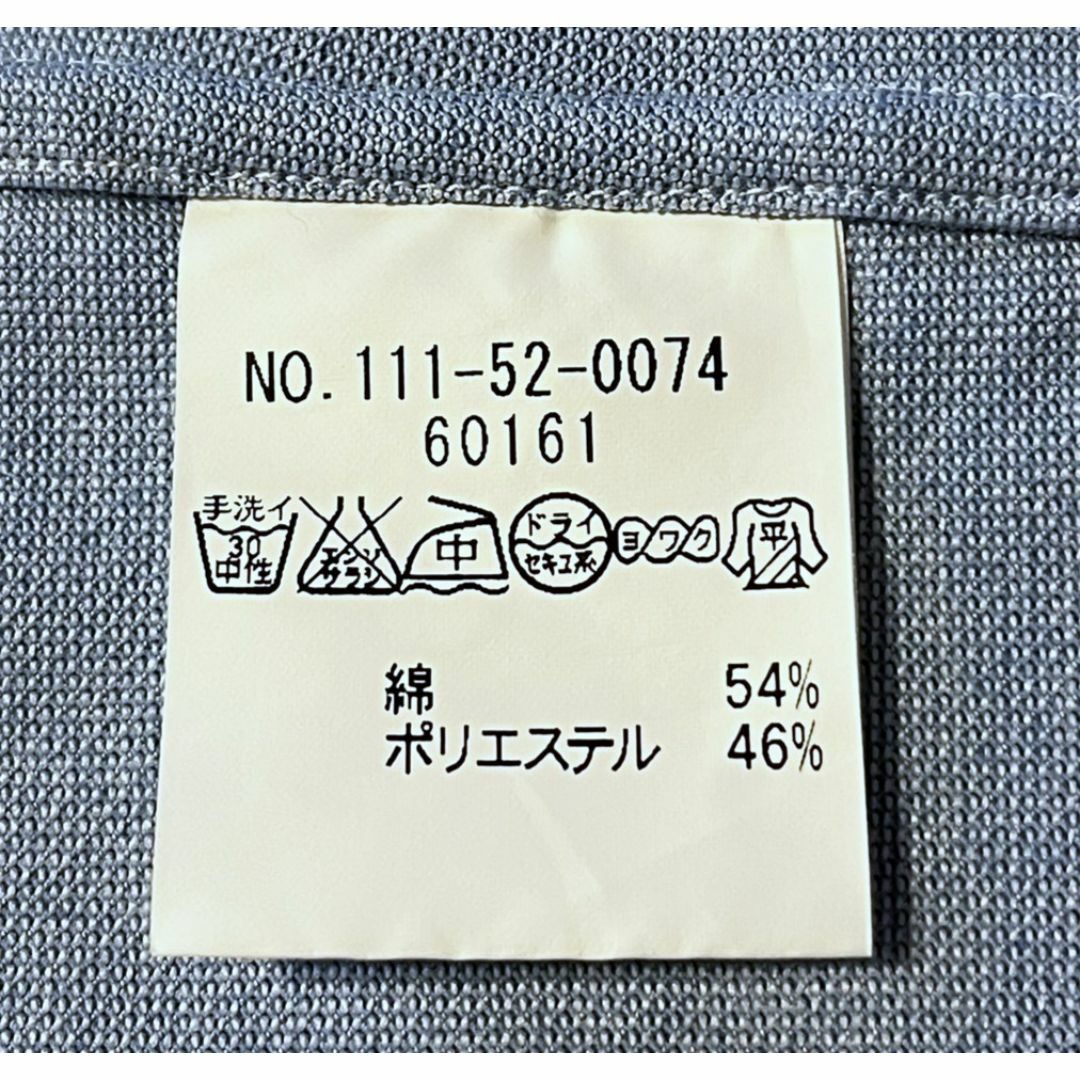 NO. 111-52-0074
60161
手洗イ 30 中性 エンソ サラシ 中 ドライ セキユ系 ヨワク 平
綿 54%
ポリエステル 46%